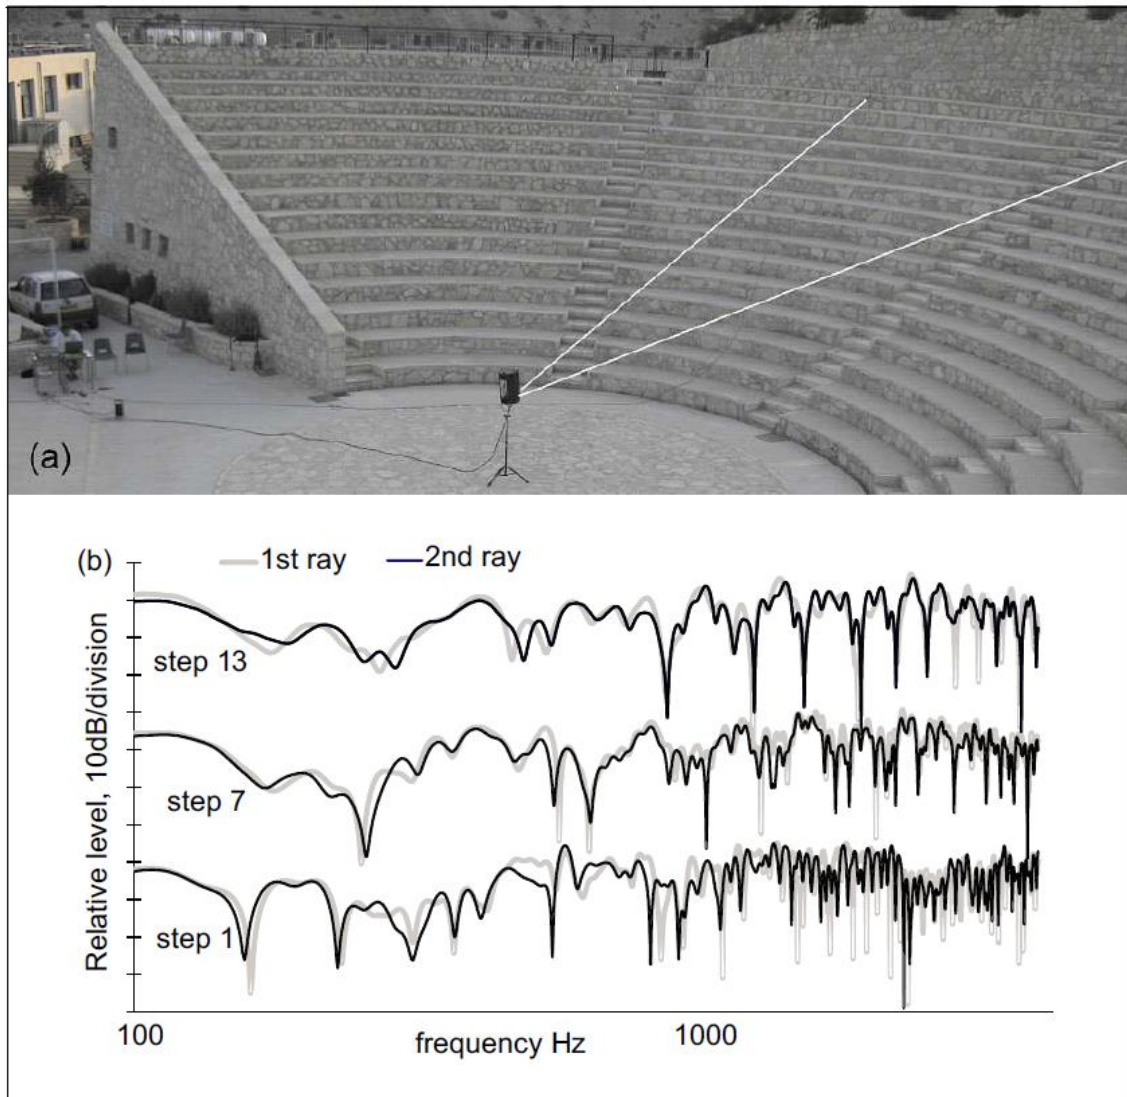 (a)
(b)
1st ray
2nd ray
Relative level, 10dB/division
step 13
step 7
step 1
100
1000
frequency Hz